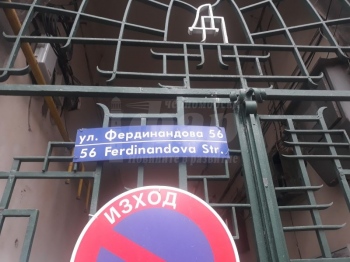 ул. Фердинандова 56
56 Ferdinandova Str.
ИЗХОД